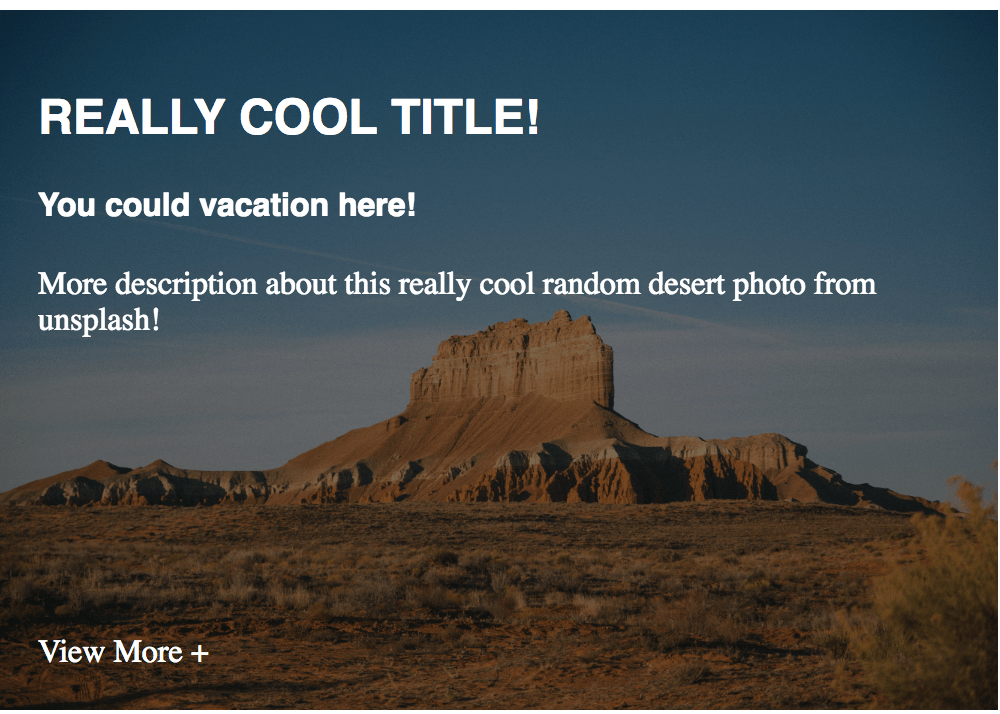 REALLY COOL TITLE!
You could vacation here!
More description about this really cool random desert photo from
unsplash!
View More +